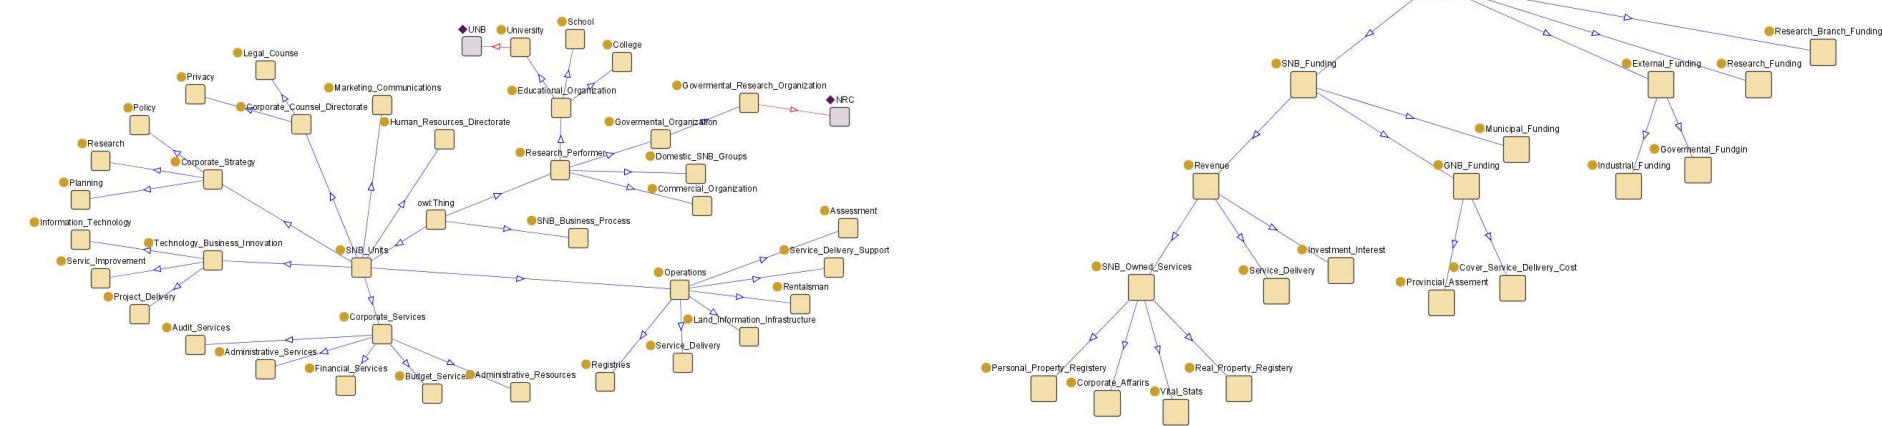 UNB
University
School
College
Legal_Counse
Privacy
Marketing_Communications
Educational_Organization
Govermental_Research_Organization
NRC
Policy
Corporate_Counsel_Directorate
Human_Resources_Directorate
Govermental_Organization
Research
Corporate_Strategy
Research_Performer
Domestic_SNB_Groups
Planning
Commercial_Organization
owl:Thing
Information_Technology
SNB_Business_Process
Assessment
Technology_Business_Innovation
SNB_Units
Service_Delivery_Support
Servic_Improvement
Operations
Project_Delivery
Rentalsman
Corporate_Services
Land_Information_Infrastructure
Audit_Services
Service_Delivery
Administrative_Services
Financial_Services
Budget_Service
Administrative_Resources
Registries
Research_Branch_Funding
SNB_Funding
External_Funding
Research_Funding
Municipal_Funding
Revenue
GNB_Funding
Industrial_Funding
Govermental_Fundgin
Investment_Interest
SNB_Owned_Services
Service_Delivery
Cover_Service_Delivery_Cost
Provincial_Assement
Personal_Property_Registery
Corporate_Affarirs
Vital_Stats
Real_Property_Registery